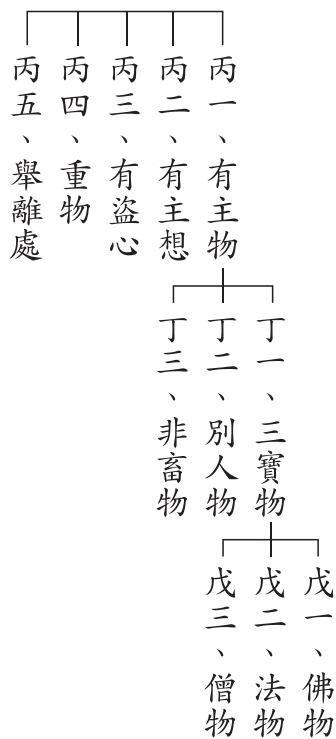 丙一、有主物
丙二、有主想
丙三、有盜心
丙四、重物
丙五、舉離處
丁一、三寶物
丁二、別人物
丁三、非畜物
戊一、佛物
戊二、法物
戊三、僧物